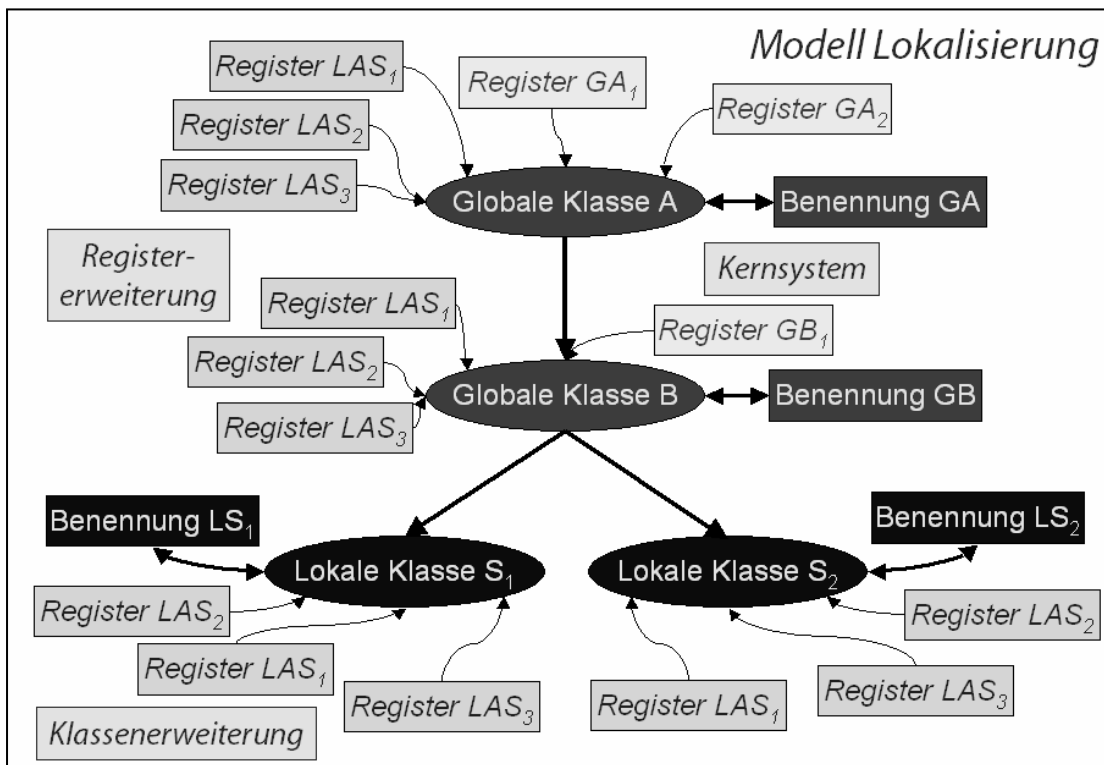 Modell Lokalisierung
Register LAS₁
Register GA₁
Register GA₂
Register LAS₂
Register LAS₃
Globale Klasse A
Benennung GA
Register-
erweiterung
Kernsystem
Register LAS₁
Register GB₁
Register LAS₂
Globale Klasse B
Benennung GB
Register LAS₃
Benennung LS₁
Benennung LS₂
Lokale Klasse S₁
Lokale Klasse S₂
Register LAS₂
Register LAS₂
Register LAS₁
Register LAS₃
Register LAS₁
Register LAS₃
Klassenerweiterung